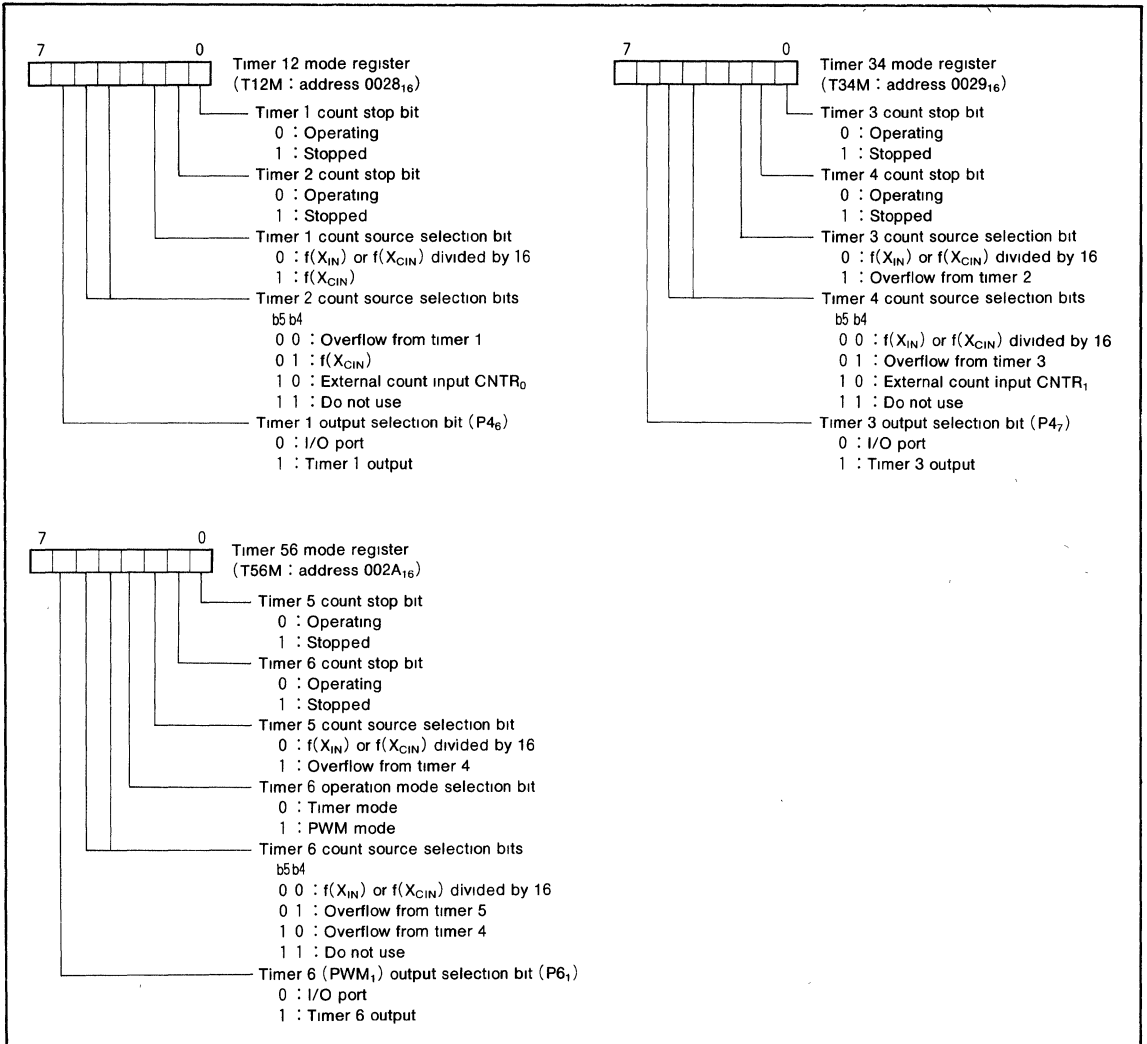 7 0
Timer 12 mode register
(T12M : address 0028₁₆)
Timer 1 count stop bit
0 : Operating
1 : Stopped
Timer 2 count stop bit
0 : Operating
1 : Stopped
Timer 1 count source selection bit
0 : f(X_IN) or f(X_CIN) divided by 16
1 : f(X_CIN)
Timer 2 count source selection bits
b5 b4
0 0 : Overflow from timer 1
0 1 : f(X_CIN)
1 0 : External count input CNTR₀
1 1 : Do not use
Timer 1 output selection bit (P4₆)
0 : I/O port
1 : Timer 1 output
7 0
Timer 34 mode register
(T34M : address 0029₁₆)
Timer 3 count stop bit
0 : Operating
1 : Stopped
Timer 4 count stop bit
0 : Operating
1 : Stopped
Timer 3 count source selection bit
0 : f(X_IN) or f(X_CIN) divided by 16
1 : Overflow from timer 2
Timer 4 count source selection bits
b5 b4
0 0 : f(X_IN) or f(X_CIN) divided by 16
0 1 : Overflow from timer 3
1 0 : External count input CNTR₁
1 1 : Do not use
Timer 3 output selection bit (P4₇)
0 : I/O port
1 : Timer 3 output
7 0
Timer 56 mode register
(T56M : address 002A₁₆)
Timer 5 count stop bit
0 : Operating
1 : Stopped
Timer 6 count stop bit
0 : Operating
1 : Stopped
Timer 5 count source selection bit
0 : f(X_IN) or f(X_CIN) divided by 16
1 : Overflow from timer 4
Timer 6 operation mode selection bit
0 : Timer mode
1 : PWM mode
Timer 6 count source selection bits
b5 b4
0 0 : f(X_IN) or f(X_CIN) divided by 16
0 1 : Overflow from timer 5
1 0 : Overflow from timer 4
1 1 : Do not use
Timer 6 (PWM₁) output selection bit (P6₁)
0 : I/O port
1 : Timer 6 output